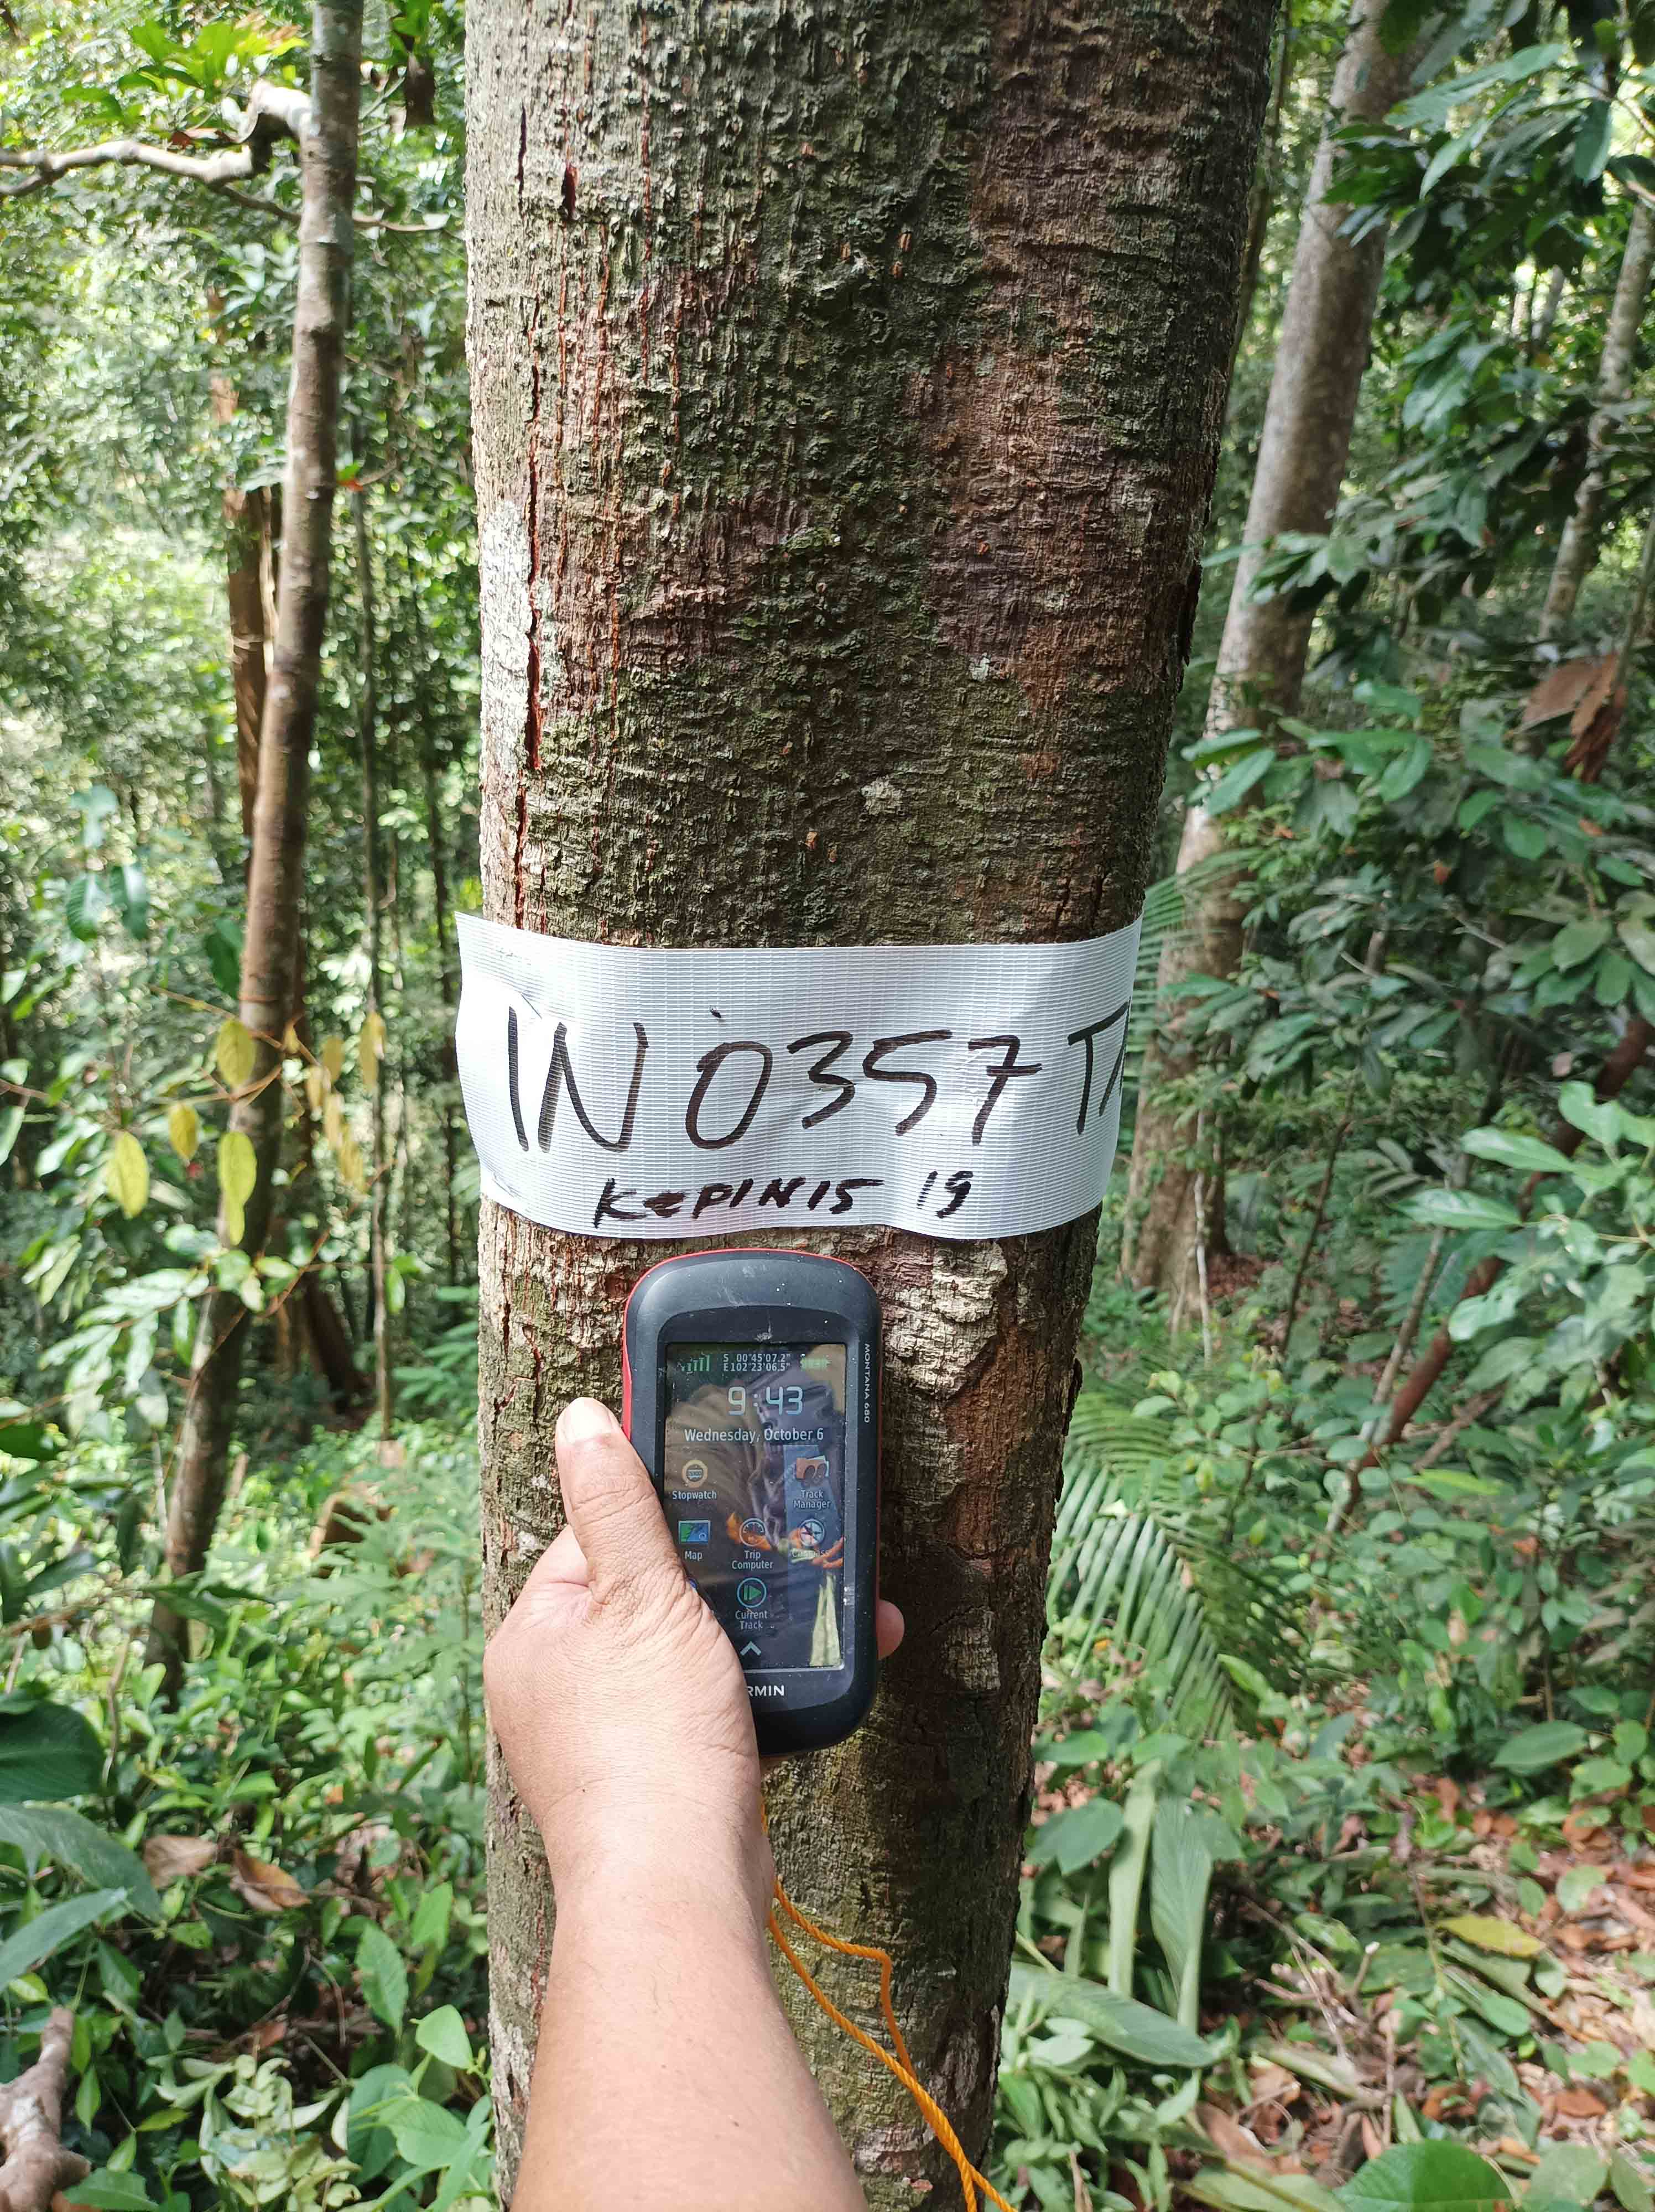 IN 0357 TA
KePINIS 19
MONTANA 680
S 00°45'07.2"
E 102°23'06.5"
9:43
Wednesday, October 6
Stopwatch
Track Manager
Map
Trip Computer
Compass
Current Track
RMIN